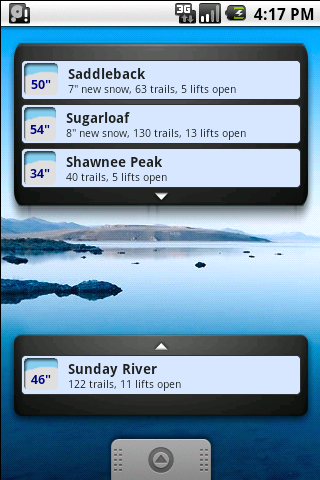 3G 4:17 PM
50" Saddleback
7" new snow, 63 trails, 5 lifts open
54" Sugarloaf
8" new snow, 130 trails, 13 lifts open
34" Shawnee Peak
40 trails, 5 lifts open
46" Sunday River
122 trails, 11 lifts open